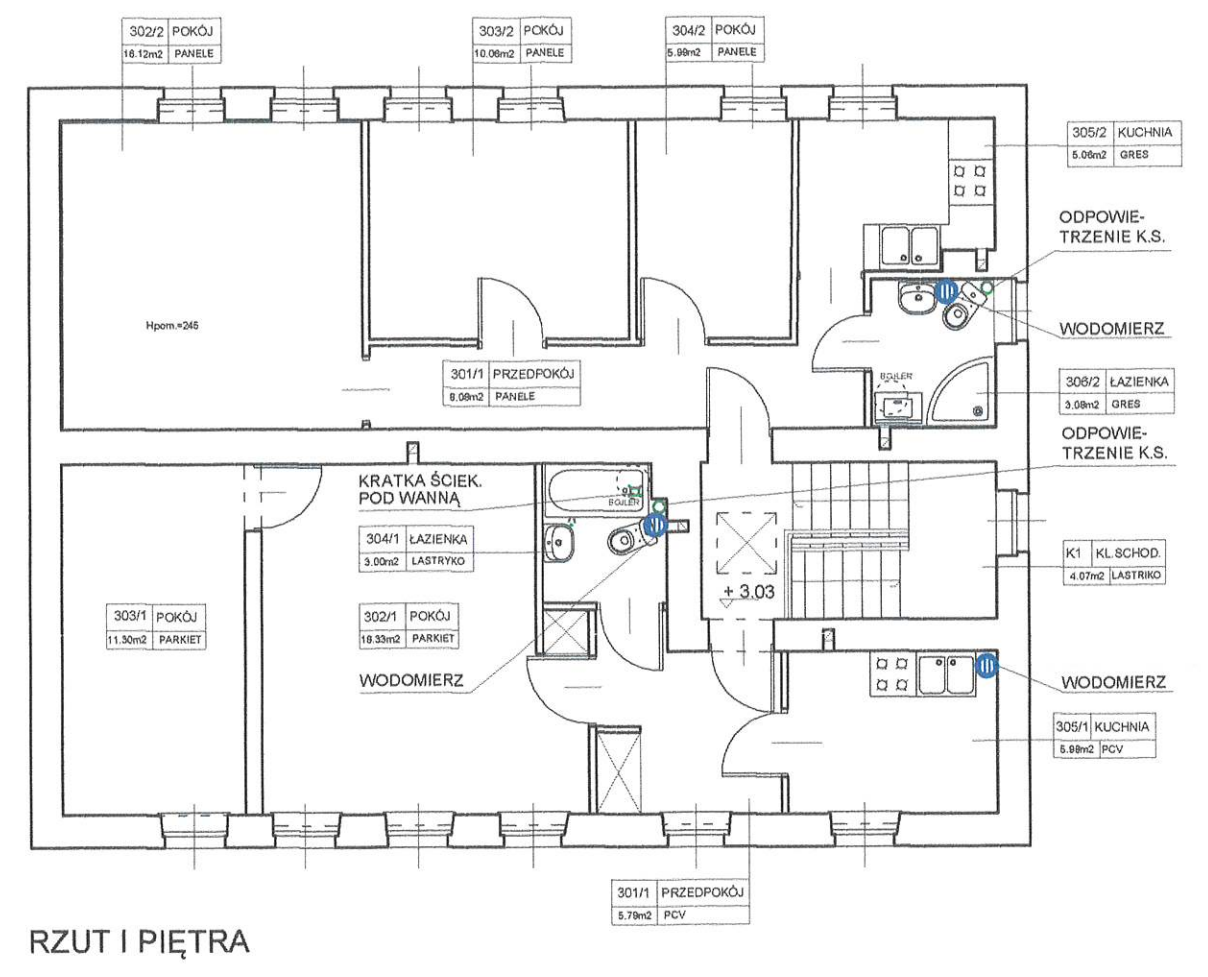 302/2 POKÓJ
16.12m2 PANELE
303/2 POKÓJ
10.06m2 PANELE
304/2 POKÓJ
5.99m2 PANELE
305/2 KUCHNIA
5.06m2 GRES
ODPOWIE-
TRZENIE K.S.
WODOMIERZ
Hpom.=245
301/1 PRZEDPOKÓJ
8.08m2 PANELE
BOJLER
306/2 ŁAZIENKA
3.08m2 GRES
ODPOWIE-
TRZENIE K.S.
KRATKA ŚCIEK.
POD WANNĄ
BOJLER
304/1 ŁAZIENKA
3.00m2 LASTRYKO
K1 KL.SCHOD.
4.07m2 LASTRIKO
+ 3.03
303/1 POKÓJ
11.30m2 PARKIET
302/1 POKÓJ
18.33m2 PARKIET
WODOMIERZ
WODOMIERZ
305/1 KUCHNIA
5.98m2 PCV
301/1 PRZEDPOKÓJ
5.79m2 PCV
RZUT I PIĘTRA